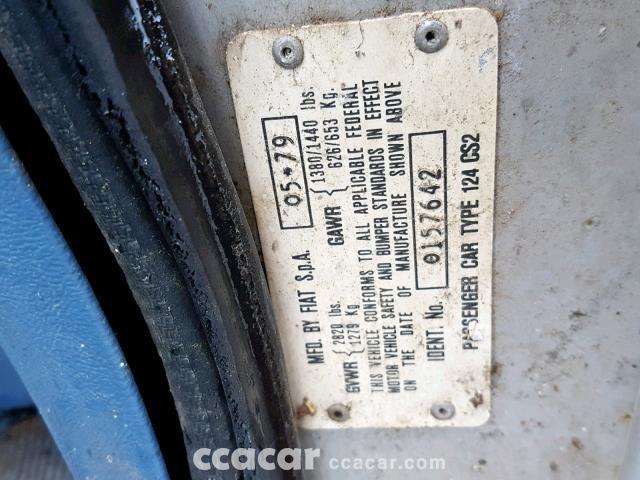 MFD. BY FIAT S.p.A. 05★79
GVWR { 2820 lbs. GAWR { 1380/1440 lbs.
1279 Kg 626/653 Kg.
THIS VEHICLE CONFORMS TO ALL APPLICABLE FEDERAL
MOTOR VEHICLE SAFETY AND BUMPER STANDARDS IN EFFECT
ON THE DATE OF MANUFACTURE SHOWN ABOVE
IDENT. No. 0157642
PASSENGER CAR TYPE 124 CS2
ccacar ccacar.com